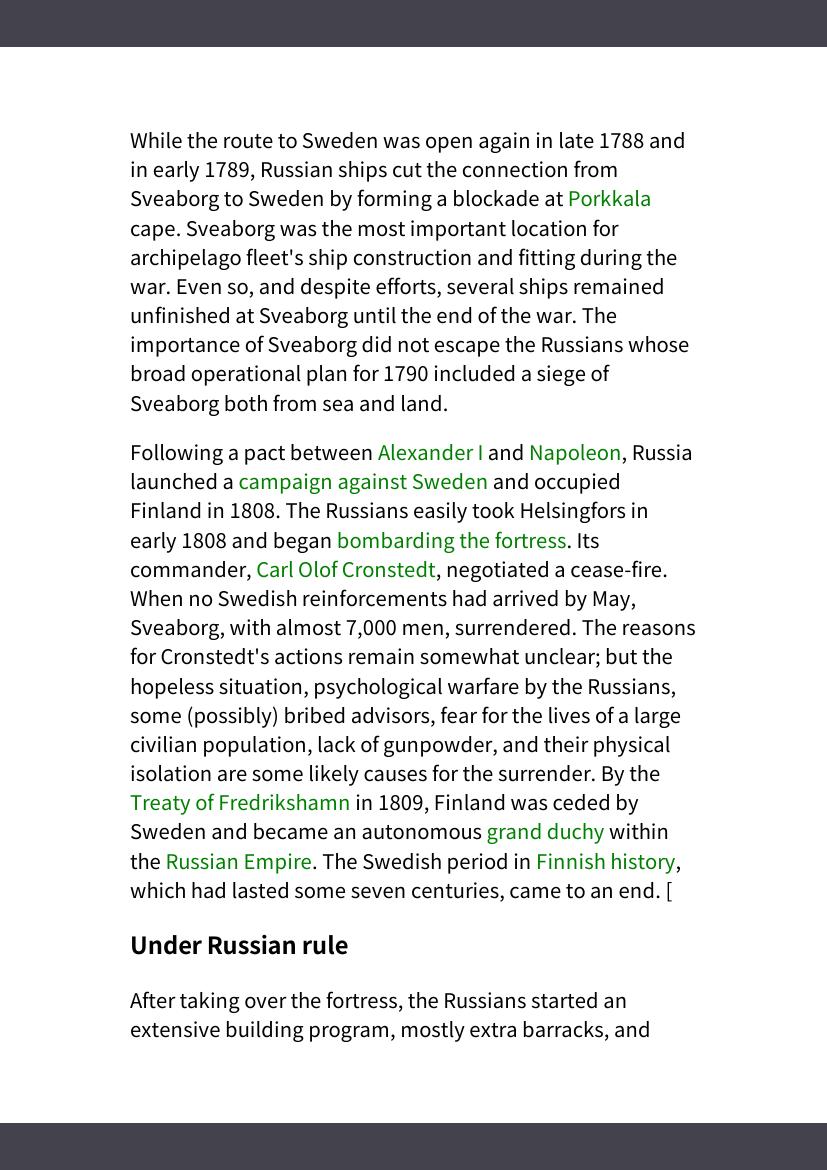 While the route to Sweden was open again in late 1788 and
in early 1789, Russian ships cut the connection from
Sveaborg to Sweden by forming a blockade at Porkkala
cape. Sveaborg was the most important location for
archipelago fleet's ship construction and fitting during the
war. Even so, and despite efforts, several ships remained
unfinished at Sveaborg until the end of the war. The
importance of Sveaborg did not escape the Russians whose
broad operational plan for 1790 included a siege of
Sveaborg both from sea and land.
Following a pact between Alexander I and Napoleon, Russia
launched a campaign against Sweden and occupied
Finland in 1808. The Russians easily took Helsingfors in
early 1808 and began bombarding the fortress. Its
commander, Carl Olof Cronstedt, negotiated a cease-fire.
When no Swedish reinforcements had arrived by May,
Sveaborg, with almost 7,000 men, surrendered. The reasons
for Cronstedt's actions remain somewhat unclear; but the
hopeless situation, psychological warfare by the Russians,
some (possibly) bribed advisors, fear for the lives of a large
civilian population, lack of gunpowder, and their physical
isolation are some likely causes for the surrender. By the
Treaty of Fredrikshamn in 1809, Finland was ceded by
Sweden and became an autonomous grand duchy within
the Russian Empire. The Swedish period in Finnish history,
which had lasted some seven centuries, came to an end. [
Under Russian rule
After taking over the fortress, the Russians started an
extensive building program, mostly extra barracks, and